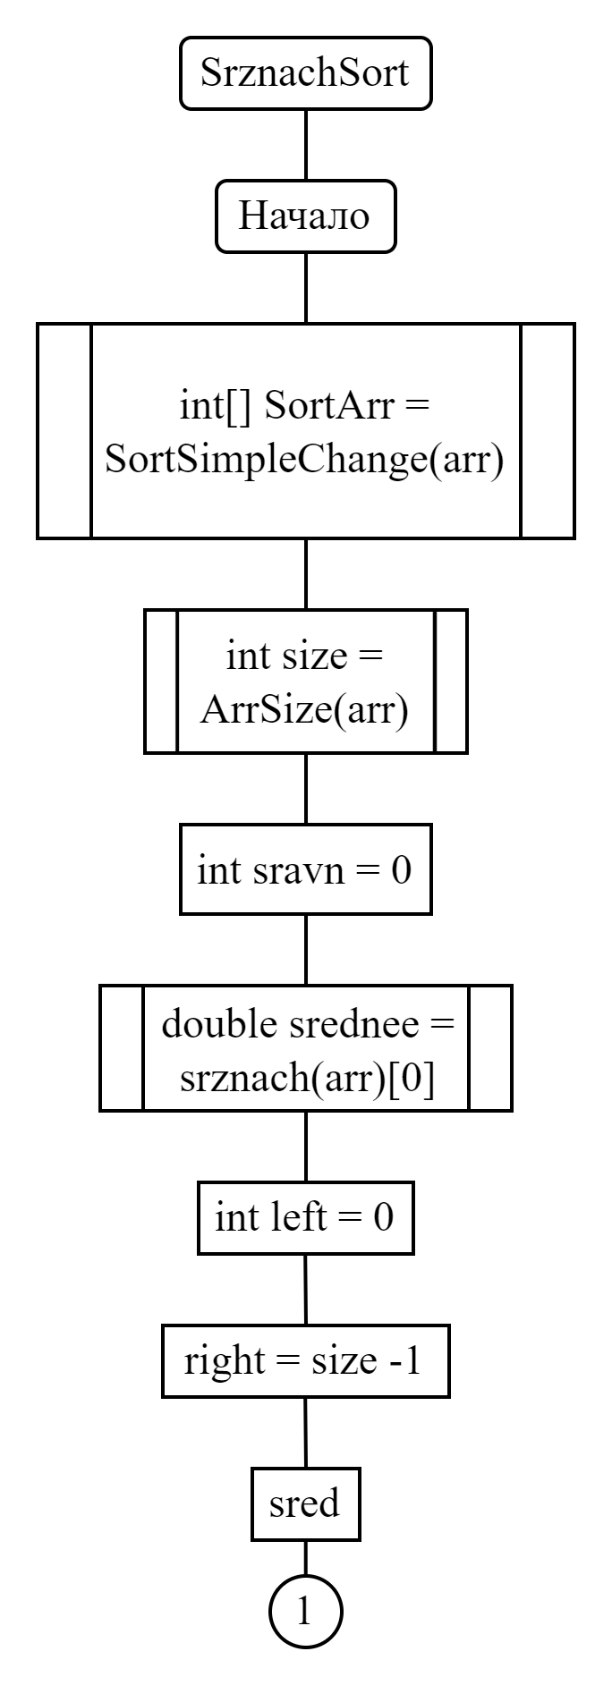 SrznachSort
Начало
int[] SortArr =
SortSimpleChange(arr)
int size =
ArrSize(arr)
int sravn = 0
double srednee =
srznach(arr)[0]
int left = 0
right = size -1
sred
1